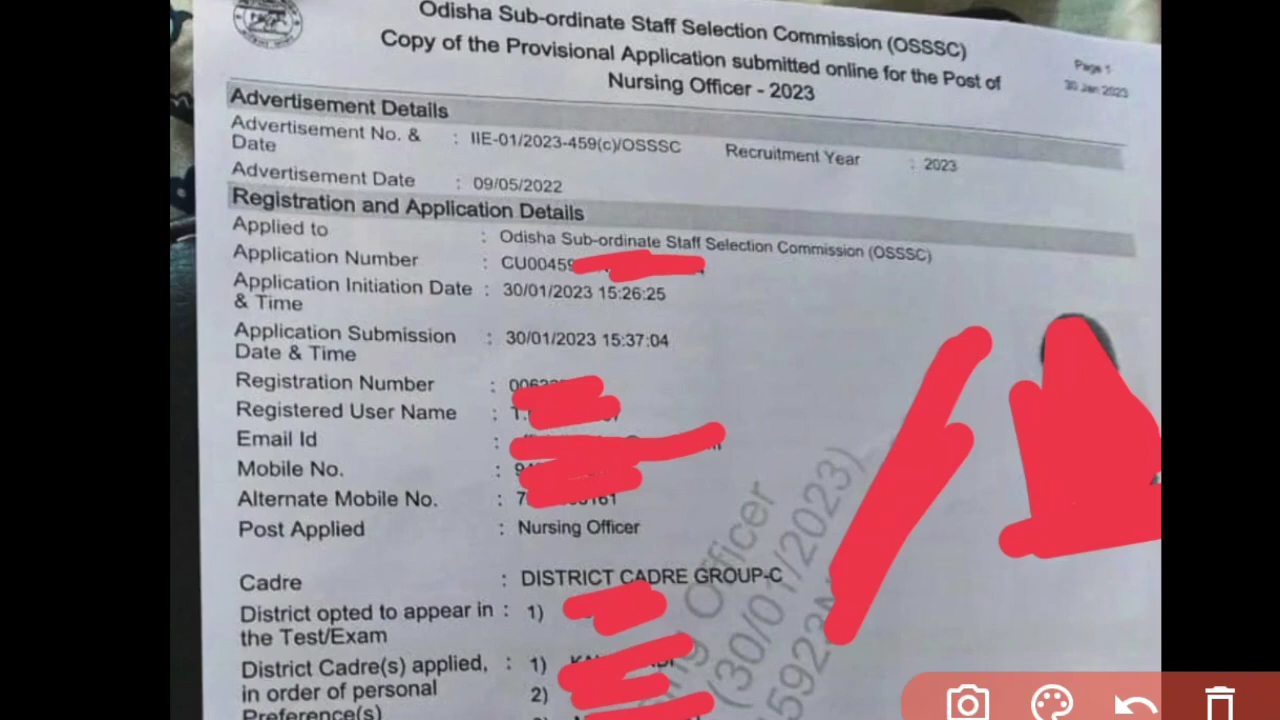 Odisha Sub-ordinate Staff Selection Commission (OSSSC)
Copy of the Provisional Application submitted online for the Post of
Nursing Officer - 2023
Page 1
30 Jan 2023
Advertisement Details
Advertisement No. & Date : IIE-01/2023-459(c)/OSSSC Recruitment Year : 2023
Advertisement Date : 09/05/2022
Registration and Application Details
Applied to : Odisha Sub-ordinate Staff Selection Commission (OSSSC)
Application Number : CU00459
Application Initiation Date & Time : 30/01/2023 15:26:25
Application Submission Date & Time : 30/01/2023 15:37:04
Registration Number :
Registered User Name :
Email Id :
Mobile No. :
Alternate Mobile No. :
Post Applied : Nursing Officer
Cadre : DISTRICT CADRE GROUP-C
District opted to appear in the Test/Exam : 1)
District Cadre(s) applied, in order of personal Preference(s) : 1)
2)
Officer
(30/01/2023)